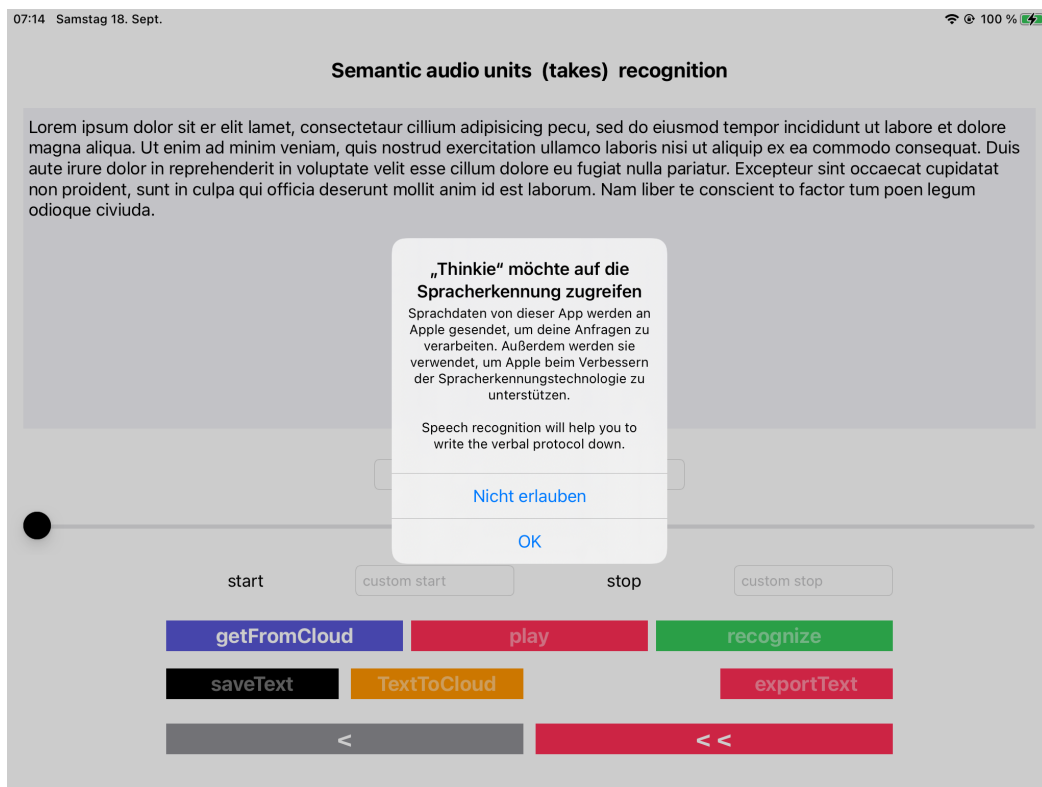 07:14 Samstag 18. Sept.
100 %
Semantic audio units (takes) recognition
Lorem ipsum dolor sit er elit lamet, consectetaur cillium adipisicing pecu, sed do eiusmod tempor incididunt ut labore et dolore
magna aliqua. Ut enim ad minim veniam, quis nostrud exercitation ullamco laboris nisi ut aliquip ex ea commodo consequat. Duis
aute irure dolor in reprehenderit in voluptate velit esse cillum dolore eu fugiat nulla pariatur. Excepteur sint occaecat cupidatat
non proident, sunt in culpa qui officia deserunt mollit anim id est laborum. Nam liber te conscient to factor tum poen legum
odioque civiuda.
„Thinkie“ möchte auf die
Spracherkennung zugreifen
Sprachdaten von dieser App werden an
Apple gesendet, um deine Anfragen zu
verarbeiten. Außerdem werden sie
verwendet, um Apple beim Verbessern
der Spracherkennungstechnologie zu
unterstützen.
Speech recognition will help you to
write the verbal protocol down.
Nicht erlauben
OK
start custom start stop custom stop
getFromCloud play recognize
saveText TextToCloud exportText
< < <